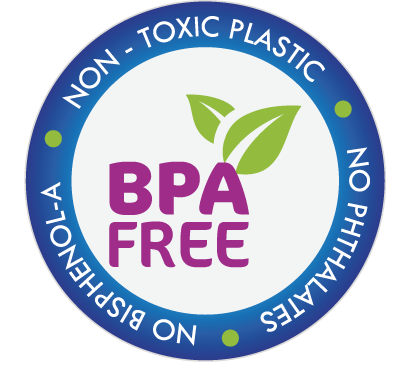 NON - TOXIC PLASTIC
NO PHTHALATES
NO BISPHENOL-A
BPA
FREE